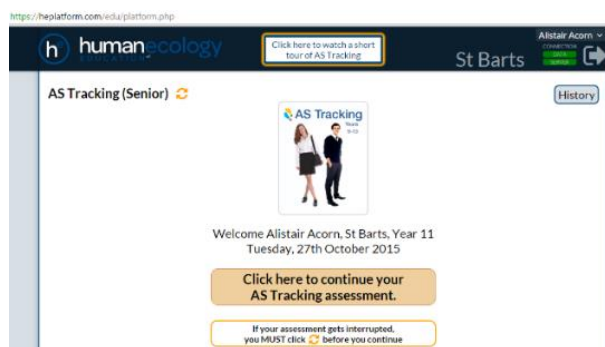 https://heplatform.com/edu/platform.php
h humanecology
EDUCATION
Click here to watch a short
tour of AS Tracking
Alistair Acorn
St Barts
CONNECTION
DATA
SERVER
AS Tracking (Senior)
History
AS Tracking
Years
Welcome Alistair Acorn, St Barts, Year 11
Tuesday, 27th October 2015
Click here to continue your
AS Tracking assessment.
If your assessment gets interrupted,
you MUST click before you continue